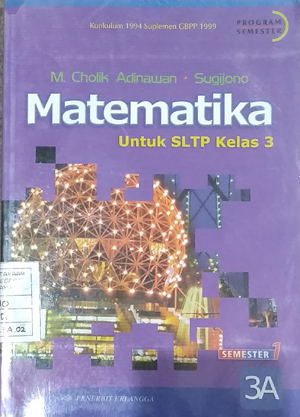 Kurikulum 1994 Suplemen GBPP 1999
PROGRAM
SEMESTER
M. Cholik Adinawan · Sugijono
Matematika
Untuk SLTP Kelas 3
SEMESTER 1
3A
PENERBIT ERLANGGA